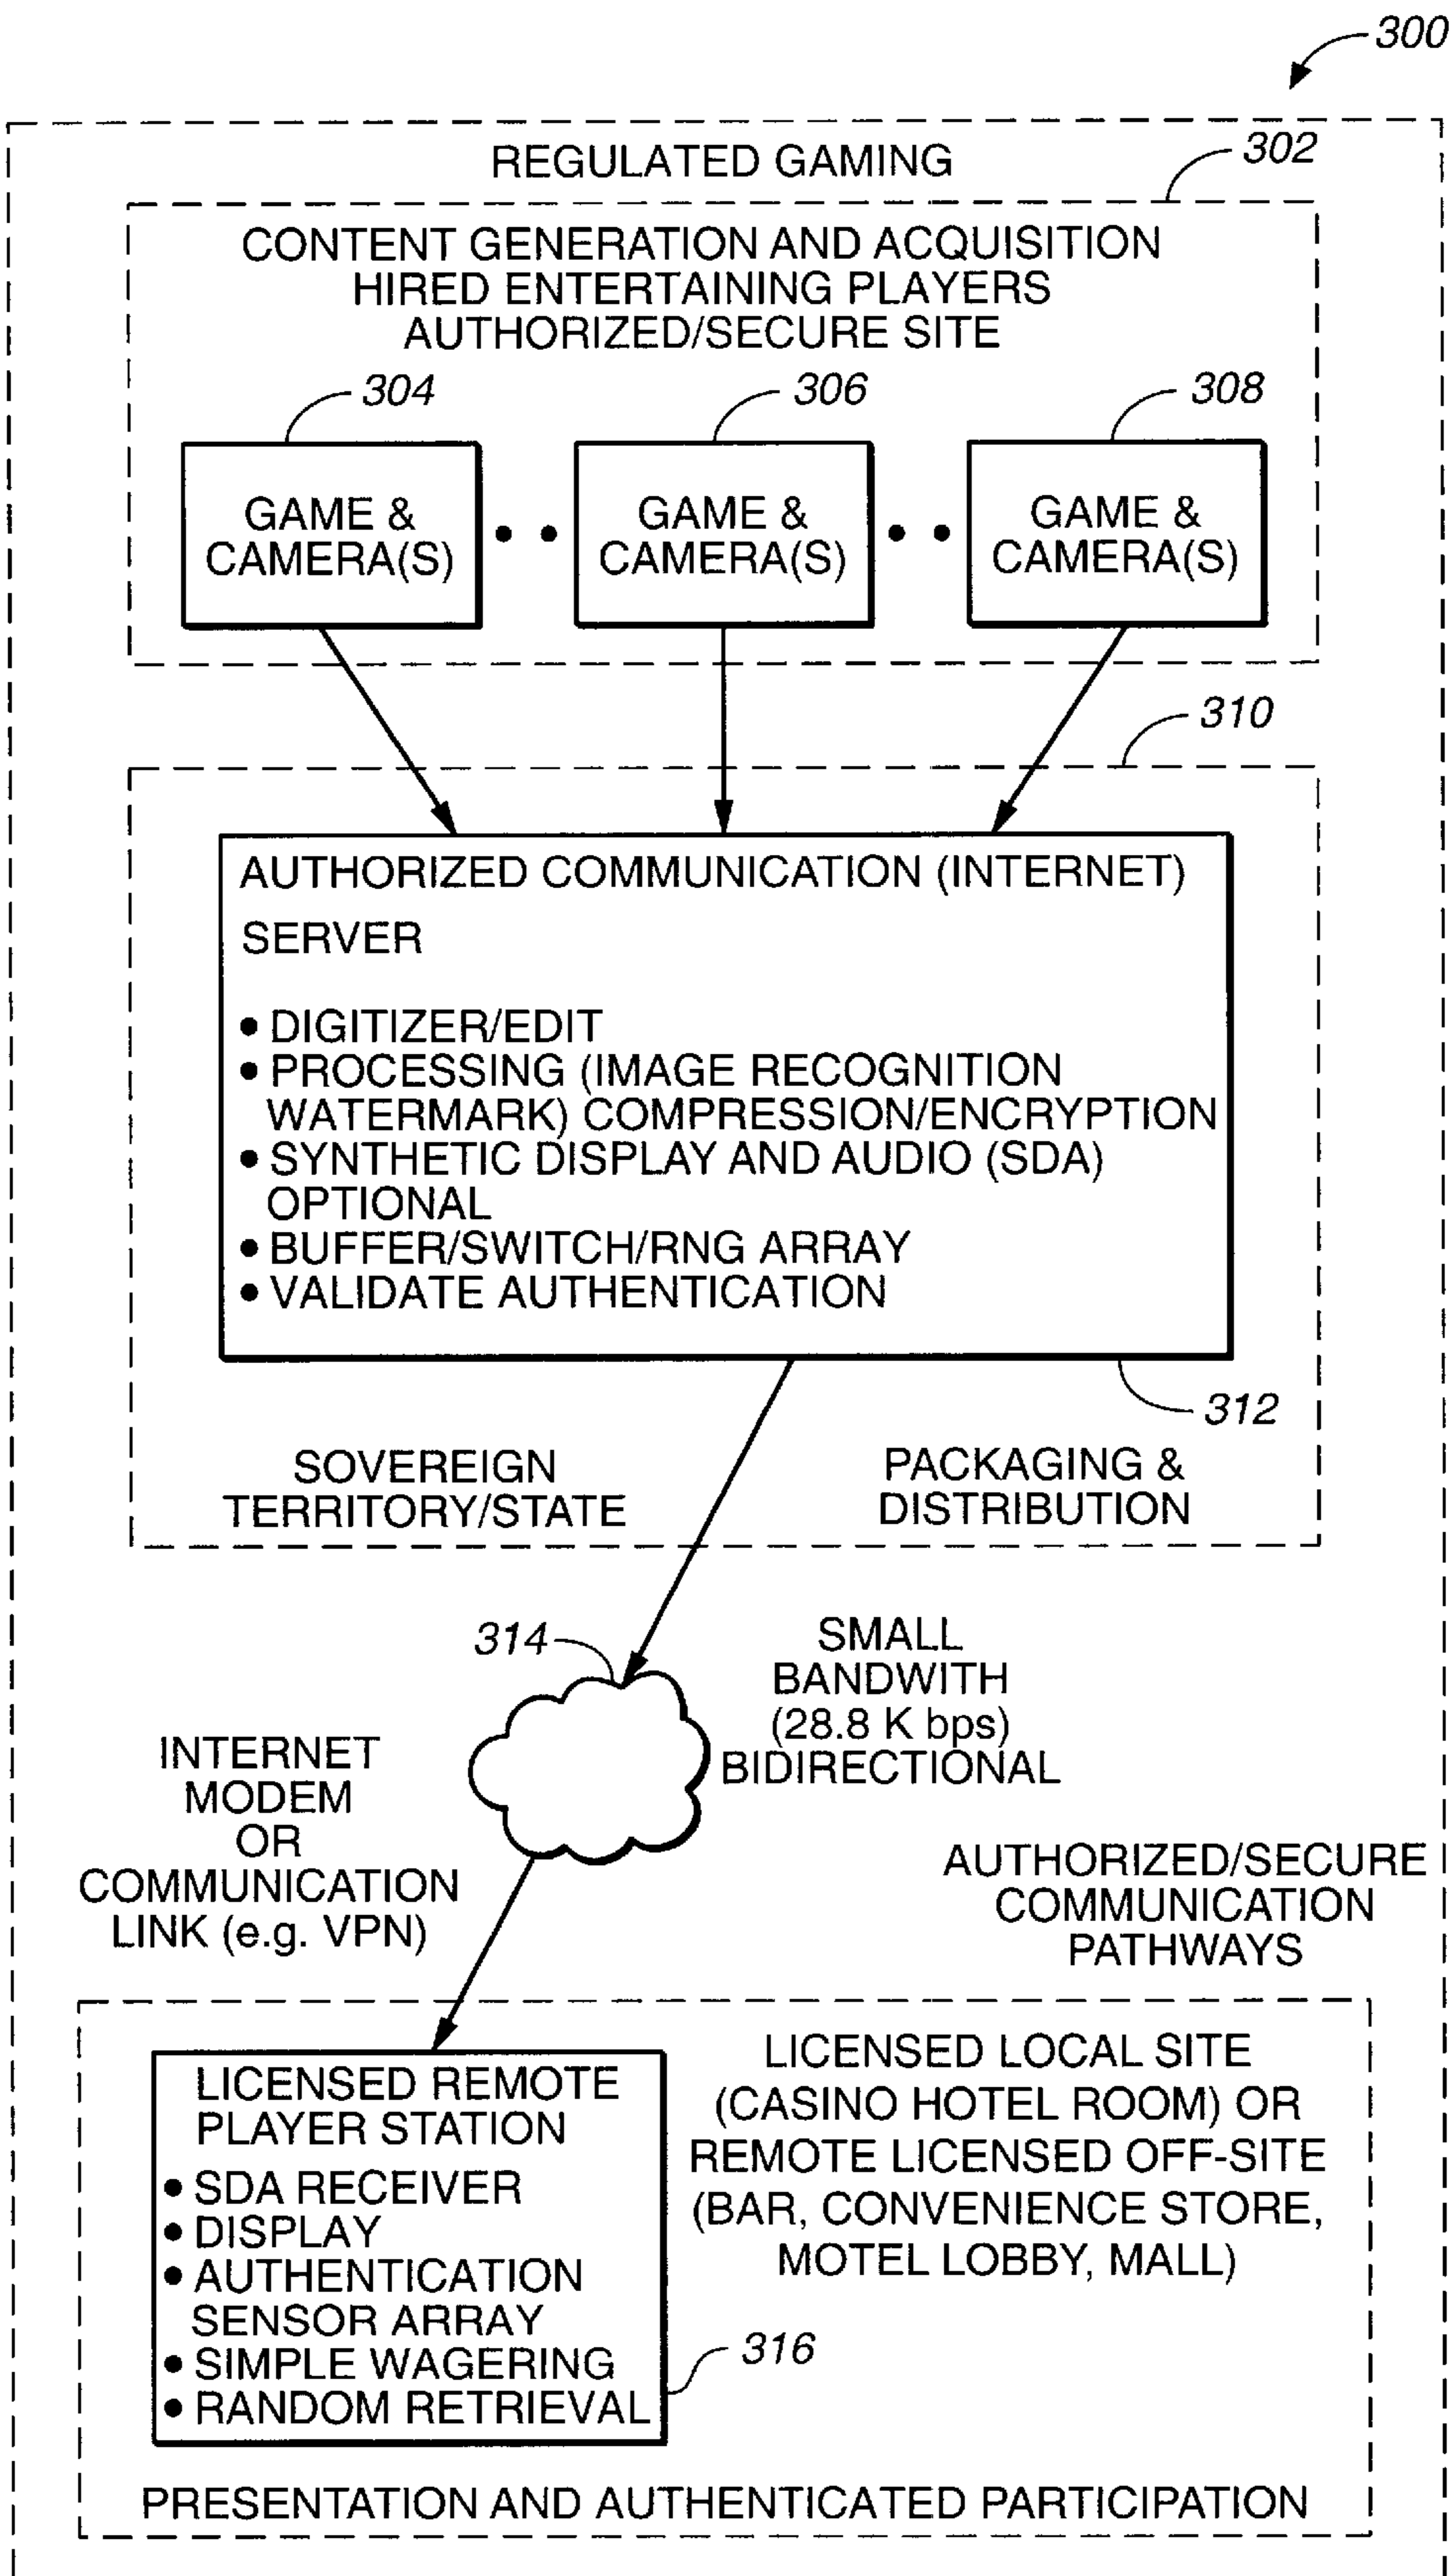 300
REGULATED GAMING
302
CONTENT GENERATION AND ACQUISITION
HIRED ENTERTAINING PLAYERS
AUTHORIZED/SECURE SITE
304
306
308
GAME &
CAMERA(S)
GAME &
CAMERA(S)
GAME &
CAMERA(S)
310
AUTHORIZED COMMUNICATION (INTERNET)
SERVER
• DIGITIZER/EDIT
• PROCESSING (IMAGE RECOGNITION
WATERMARK) COMPRESSION/ENCRYPTION
• SYNTHETIC DISPLAY AND AUDIO (SDA)
OPTIONAL
• BUFFER/SWITCH/RNG ARRAY
• VALIDATE AUTHENTICATION
312
SOVEREIGN
TERRITORY/STATE
PACKAGING &
DISTRIBUTION
314
SMALL
BANDWITH
(28.8 K bps)
BIDIRECTIONAL
INTERNET
MODEM
OR
COMMUNICATION
LINK (e.g. VPN)
AUTHORIZED/SECURE
COMMUNICATION
PATHWAYS
LICENSED REMOTE
PLAYER STATION
• SDA RECEIVER
• DISPLAY
• AUTHENTICATION
SENSOR ARRAY
• SIMPLE WAGERING
• RANDOM RETRIEVAL
316
LICENSED LOCAL SITE
(CASINO HOTEL ROOM) OR
REMOTE LICENSED OFF-SITE
(BAR, CONVENIENCE STORE,
MOTEL LOBBY, MALL)
PRESENTATION AND AUTHENTICATED PARTICIPATION